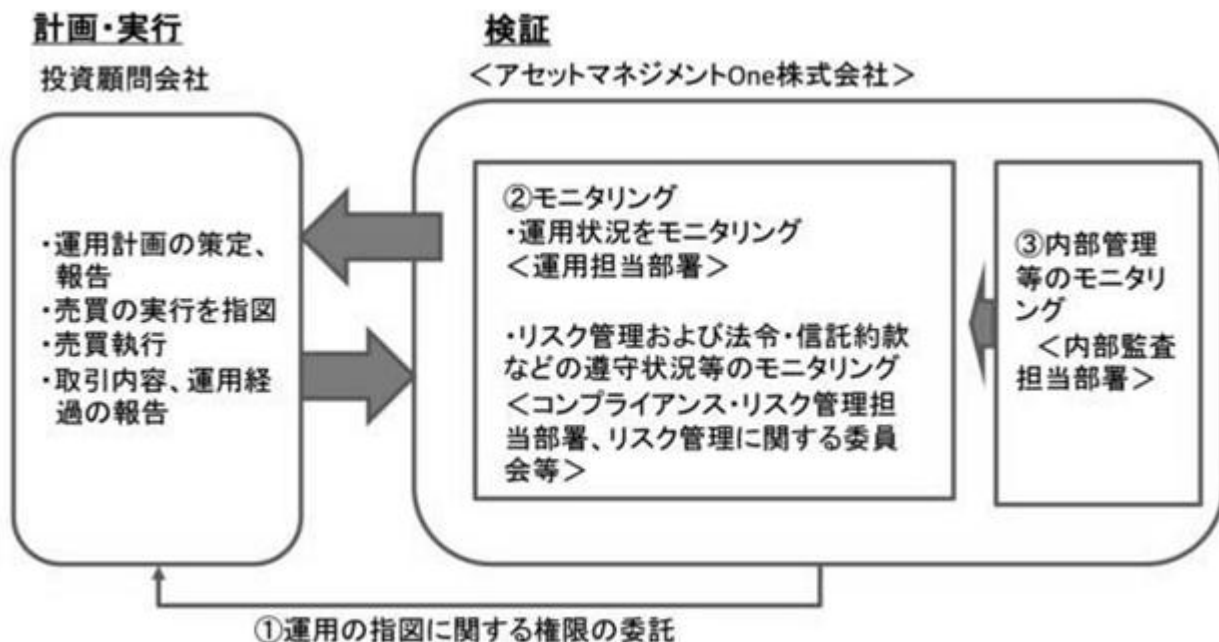 計画・実行
投資顧問会社
・運用計画の策定、
報告
・売買の実行を指図
・売買執行
・取引内容、運用経
過の報告
検証
＜アセットマネジメントOne株式会社＞
②モニタリング
・運用状況をモニタリング
＜運用担当部署＞
・リスク管理および法令・信託約款
などの遵守状況等のモニタリング
＜コンプライアンス・リスク管理担
当部署、リスク管理に関する委員
会等＞
③内部管理
等のモニタリ
ング
＜内部監査
担当部署＞
①運用の指図に関する権限の委託